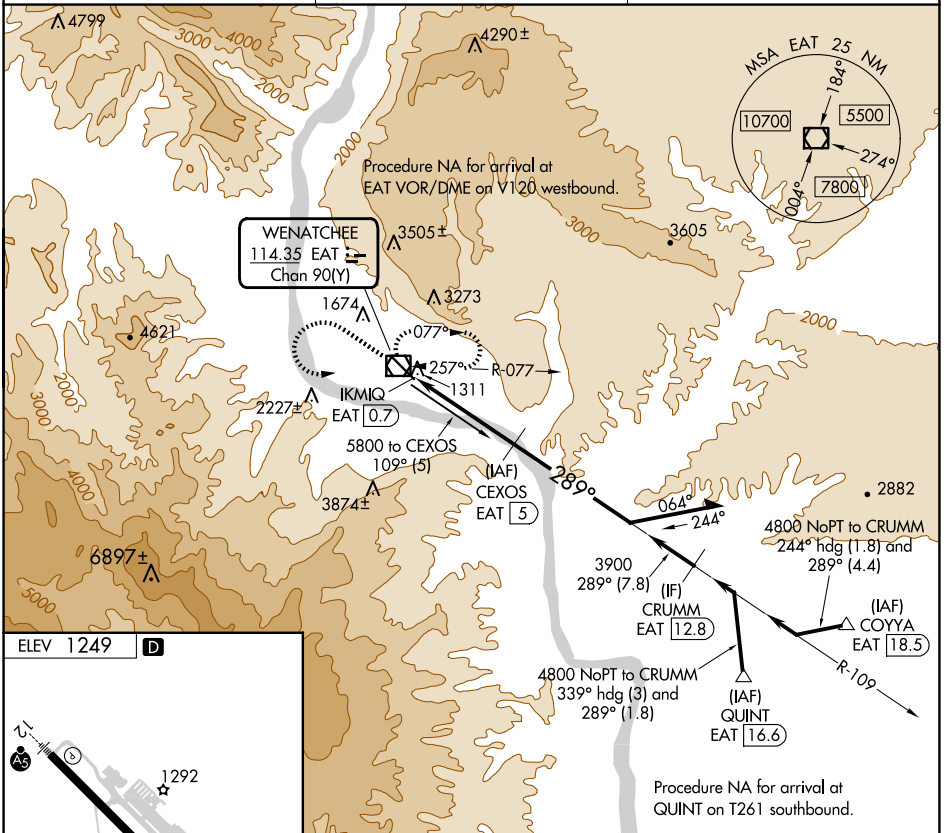 4799
3000
4000
2000
4290±
MSA EAT 25 NM
184°
10700
5500
274°
004°
7800
2000
Procedure NA for arrival at
EAT VOR/DME on V120 westbound.
WENATCHEE
114.35 EAT
Chan 90(Y)
3505±
3000
3605
3273
1674
4621
2000
077°
257°
R-077
1311
IKMIQ
EAT 0.7
2000
3000
2227±
5800 to CEXOS
109° (5)
(IAF)
CEXOS
EAT 5
289°
4000
3874±
064°
244°
2882
4800 NoPT to CRUMM
244° hdg (1.8) and
289° (4.4)
6897±
5000
3900
289° (7.8)
(IF)
CRUMM
EAT 12.8
(IAF)
COYYA
EAT 18.5
R-109
4800 NoPT to CRUMM
339° hdg (3) and
289° (1.8)
(IAF)
QUINT
EAT 16.6
ELEV 1249 D
12
A5
P
1292
Procedure NA for arrival at
QUINT on T261 southbound.